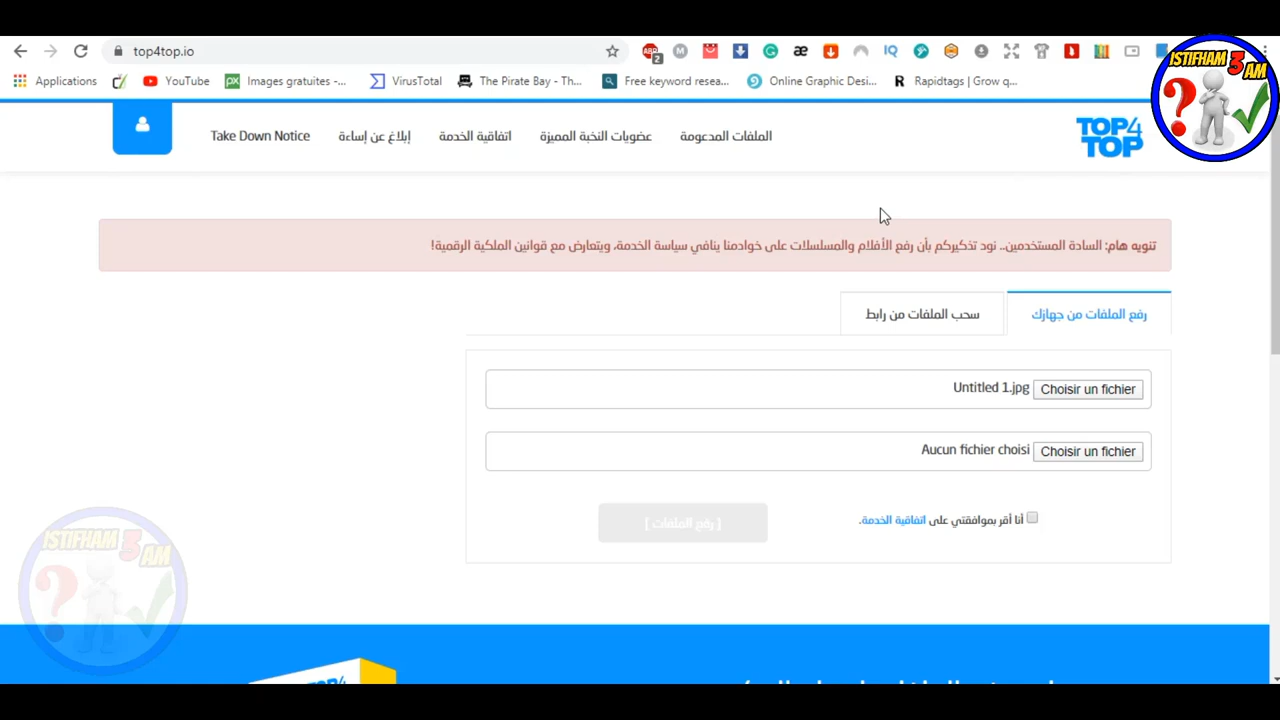 top4top.io
Applications
YouTube
Images gratuites -...
VirusTotal
The Pirate Bay - Th...
Free keyword resea...
Online Graphic Desi...
Rapidtags | Grow q...
ISTIFHAM 3 AM
TOP4TOP
الملفات المدعومة
عضويات النخبة المميزة
اتفاقية الخدمة
إبلاغ عن إساءة
Take Down Notice
تنويه هام: السادة المستخدمين.. نود تذكيركم بأن رفع الأفلام والمسلسلات على خوادمنا ينافي سياسة الخدمة، ويتعارض مع قوانين الملكية الرقمية!
رفع الملفات من جهازك
سحب الملفات من رابط
Choisir un fichier Untitled 1.jpg
Choisir un fichier Aucun fichier choisi
أنا أقر بموافقتي على اتفاقية الخدمة.
[ رفع الملفات ]
ISTIFHAM 3 AM